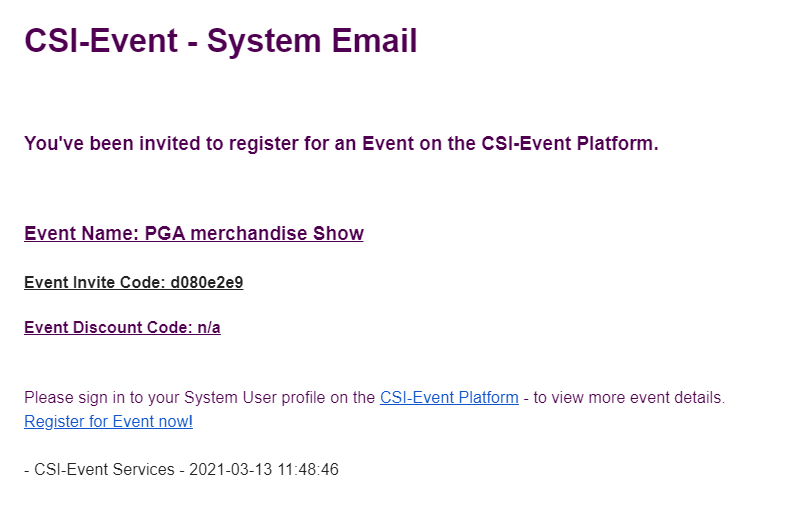 CSI-Event - System Email
You've been invited to register for an Event on the CSI-Event Platform.
Event Name: PGA merchandise Show
Event Invite Code: d080e2e9
Event Discount Code: n/a
Please sign in to your System User profile on the CSI-Event Platform - to view more event details.
Register for Event now!
- CSI-Event Services - 2021-03-13 11:48:46